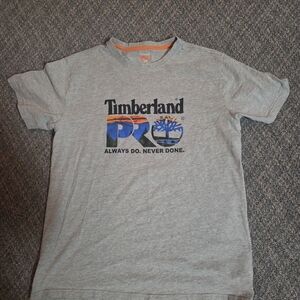 Timberland
PRO
®
ALWAYS DO. NEVER DONE.